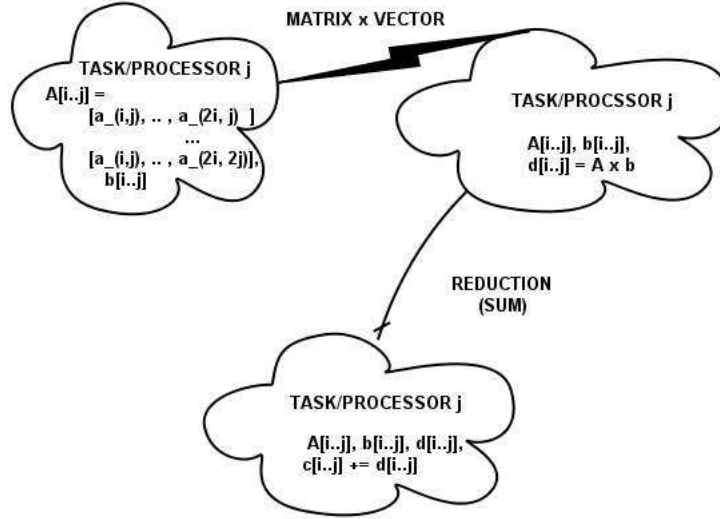 MATRIX x VECTOR
TASK/PROCESSOR j
A[i..j] =
[a_(i,j), .. , a_(2i, j) ]
...
[a_(i,j), .. , a_(2i, 2j)],
b[i..j]
TASK/PROCSSOR j
A[i..j], b[i..j],
d[i..j] = A x b
REDUCTION
(SUM)
TASK/PROCESSOR j
A[i..j], b[i..j], d[i..j],
c[i..j] += d[i..j]